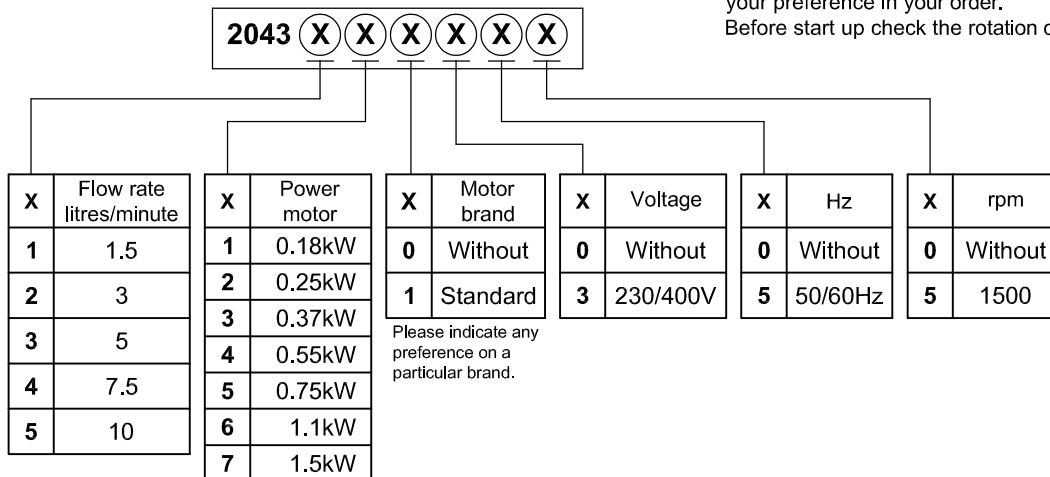 your preference in your order.
Before start up check the rotation
2043 X X X X X X
X Flow rate litres/minute
1 1.5
2 3
3 5
4 7.5
5 10
X Power motor
1 0.18kW
2 0.25kW
3 0.37kW
4 0.55kW
5 0.75kW
6 1.1kW
7 1.5kW
X Motor brand
0 Without
1 Standard
Please indicate any
preference on a
particular brand.
X Voltage
0 Without
3 230/400V
X Hz
0 Without
5 50/60Hz
X rpm
0 Without
5 1500